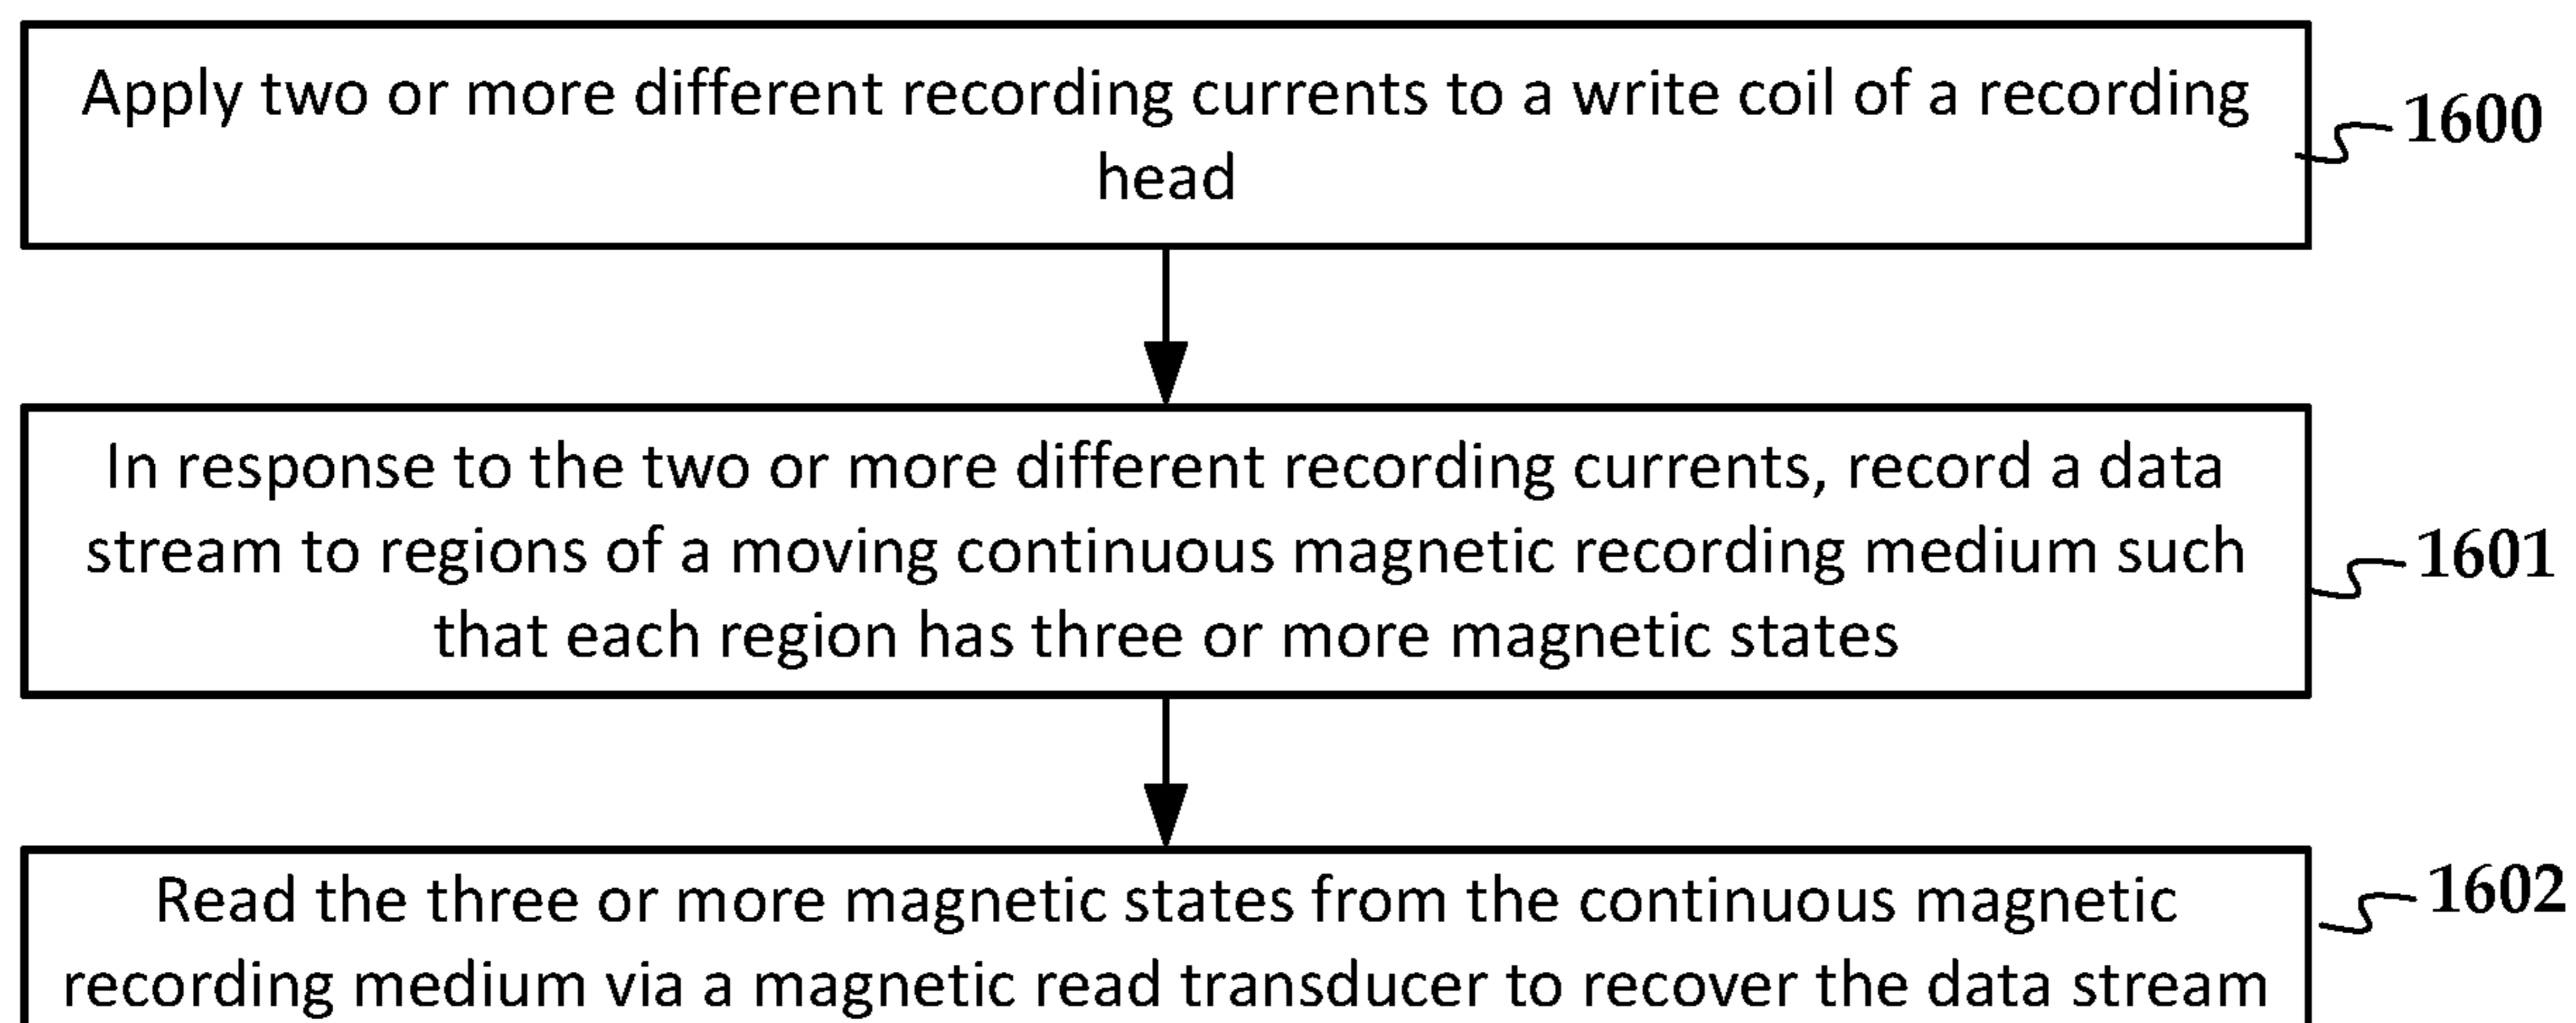 Apply two or more different recording currents to a write coil of a recording
head
1600
In response to the two or more different recording currents, record a data
stream to regions of a moving continuous magnetic recording medium such
that each region has three or more magnetic states
1601
Read the three or more magnetic states from the continuous magnetic
recording medium via a magnetic read transducer to recover the data stream
1602